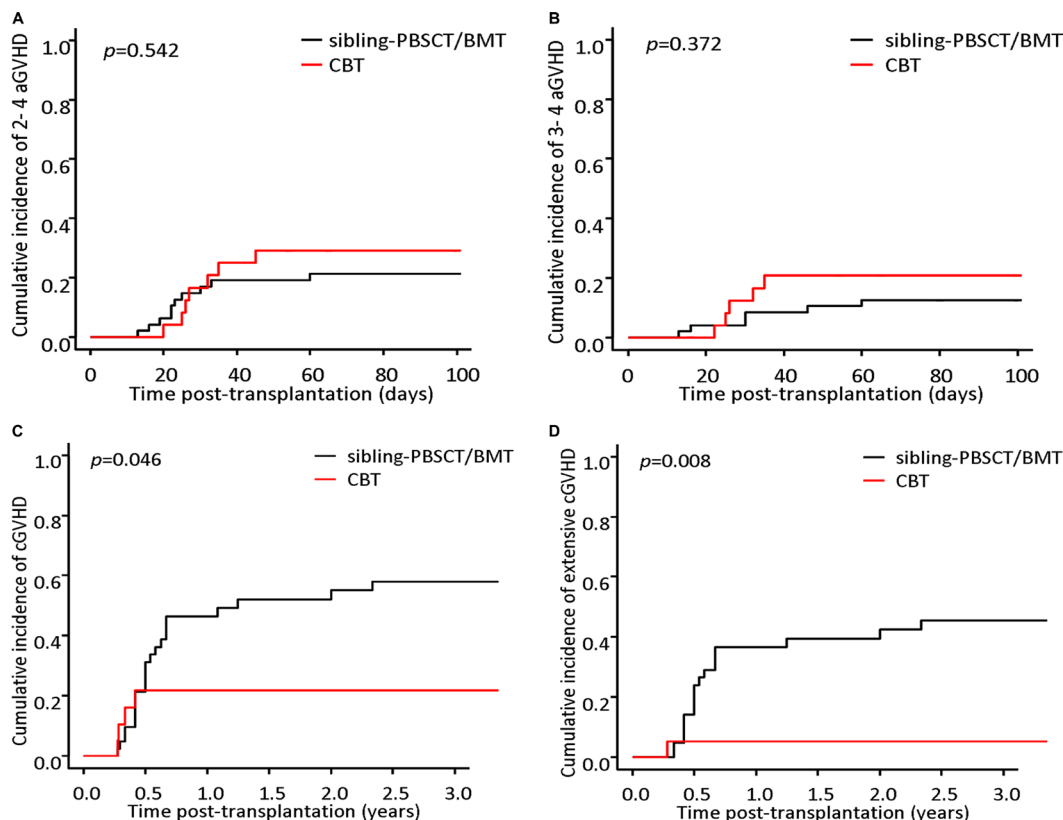 A
p=0.542
sibling-PBSCT/BMT
CBT
Cumulative incidence of 2- 4 aGVHD
1.0
0.8
0.6
0.4
0.2
0.0
0 20 40 60 80 100
Time post-transplantation (days)
B
p=0.372
sibling-PBSCT/BMT
CBT
Cumulative incidence of 3- 4 aGVHD
1.0
0.8
0.6
0.4
0.2
0.0
0 20 40 60 80 100
Time post-transplantation (days)
C
p=0.046
sibling-PBSCT/BMT
CBT
Cumulative incidence of cGVHD
1.0
0.8
0.6
0.4
0.2
0.0
0.0 0.5 1.0 1.5 2.0 2.5 3.0
Time post-transplantation (years)
D
p=0.008
sibling-PBSCT/BMT
CBT
Cumulative incidence of extensive cGVHD
1.0
0.8
0.6
0.4
0.2
0.0
0.0 0.5 1.0 1.5 2.0 2.5 3.0
Time post-transplantation (years)